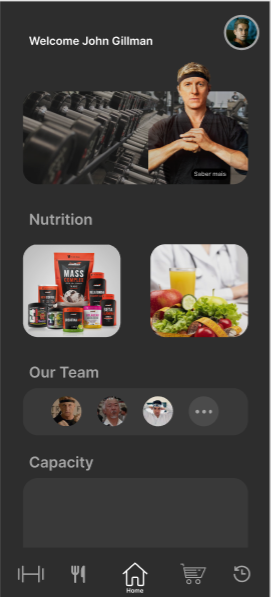 Welcome John Gillman
Saber mais
Nutrition
MASS
Our Team
Capacity
Home